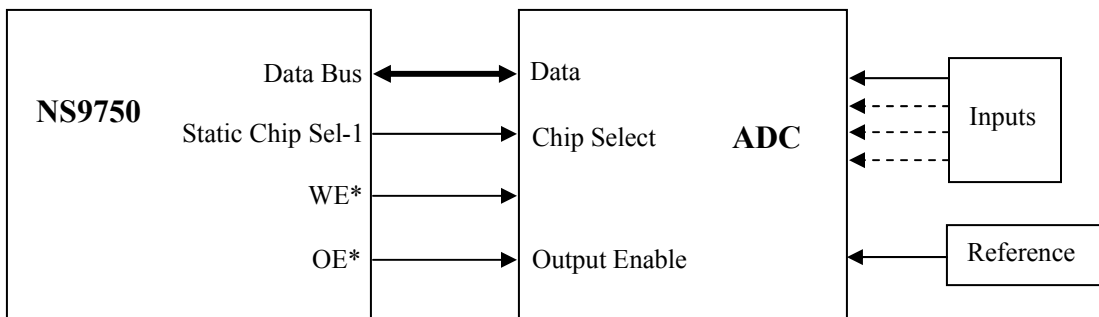 NS9750
Data Bus
Static Chip Sel-1
WE*
OE*
Data
Chip Select
Output Enable
ADC
Inputs
Reference